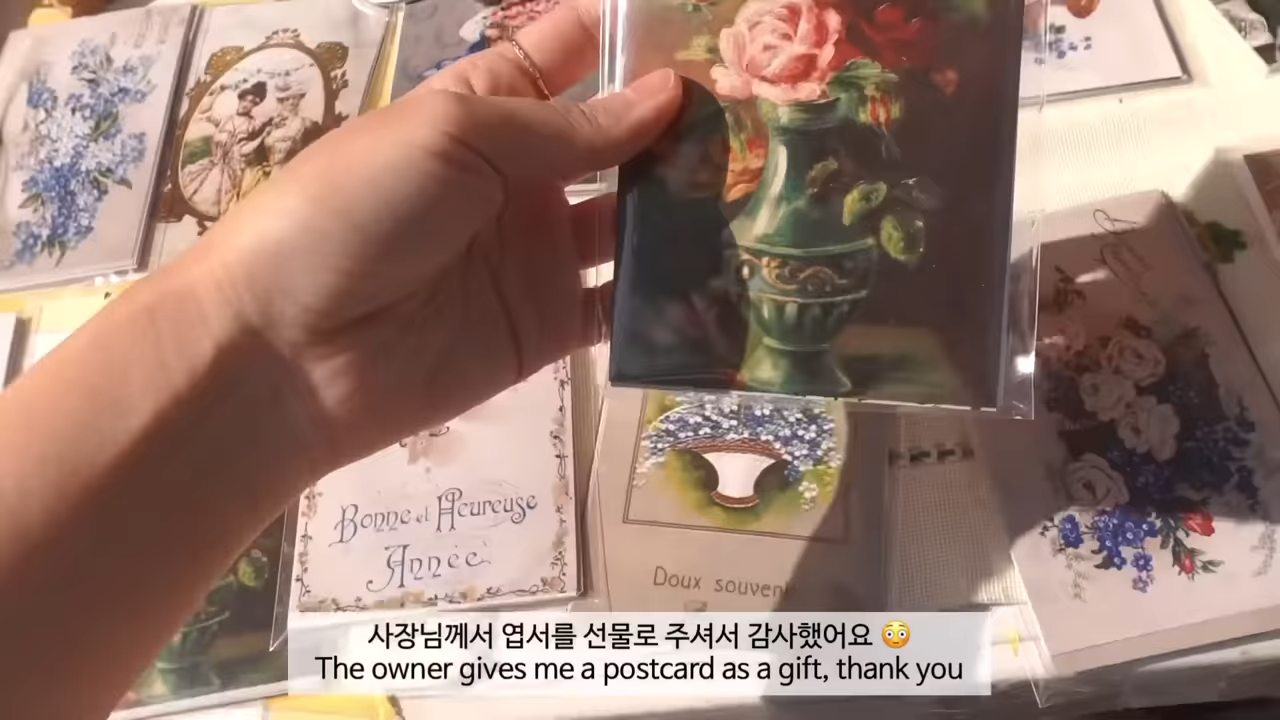 Bonne et Heureuse
Année
Doux souvenir
사장님께서 엽서를 선물로 주셔서 감사했어요 😳
The owner gives me a postcard as a gift, thank you